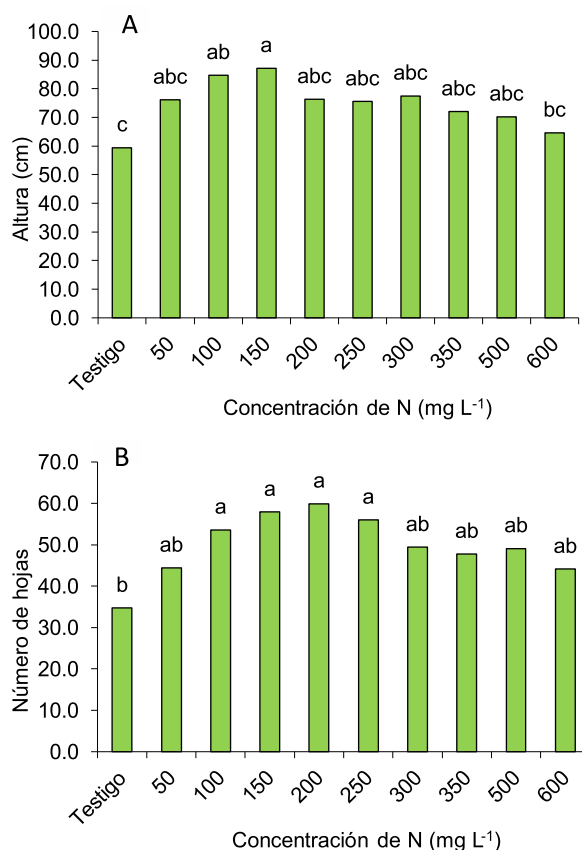 A
100.0
90.0
80.0
70.0
60.0
50.0
40.0
30.0
20.0
10.0
0.0
Altura (cm)
c
abc
ab
a
abc
abc
abc
abc
abc
bc
Testigo
50
100
150
200
250
300
350
500
600
Concentración de N (mg L⁻¹)
B
70.0
60.0
50.0
40.0
30.0
20.0
10.0
0.0
Número de hojas
b
ab
a
a
a
a
ab
ab
ab
ab
Testigo
50
100
150
200
250
300
350
500
600
Concentración de N (mg L⁻¹)